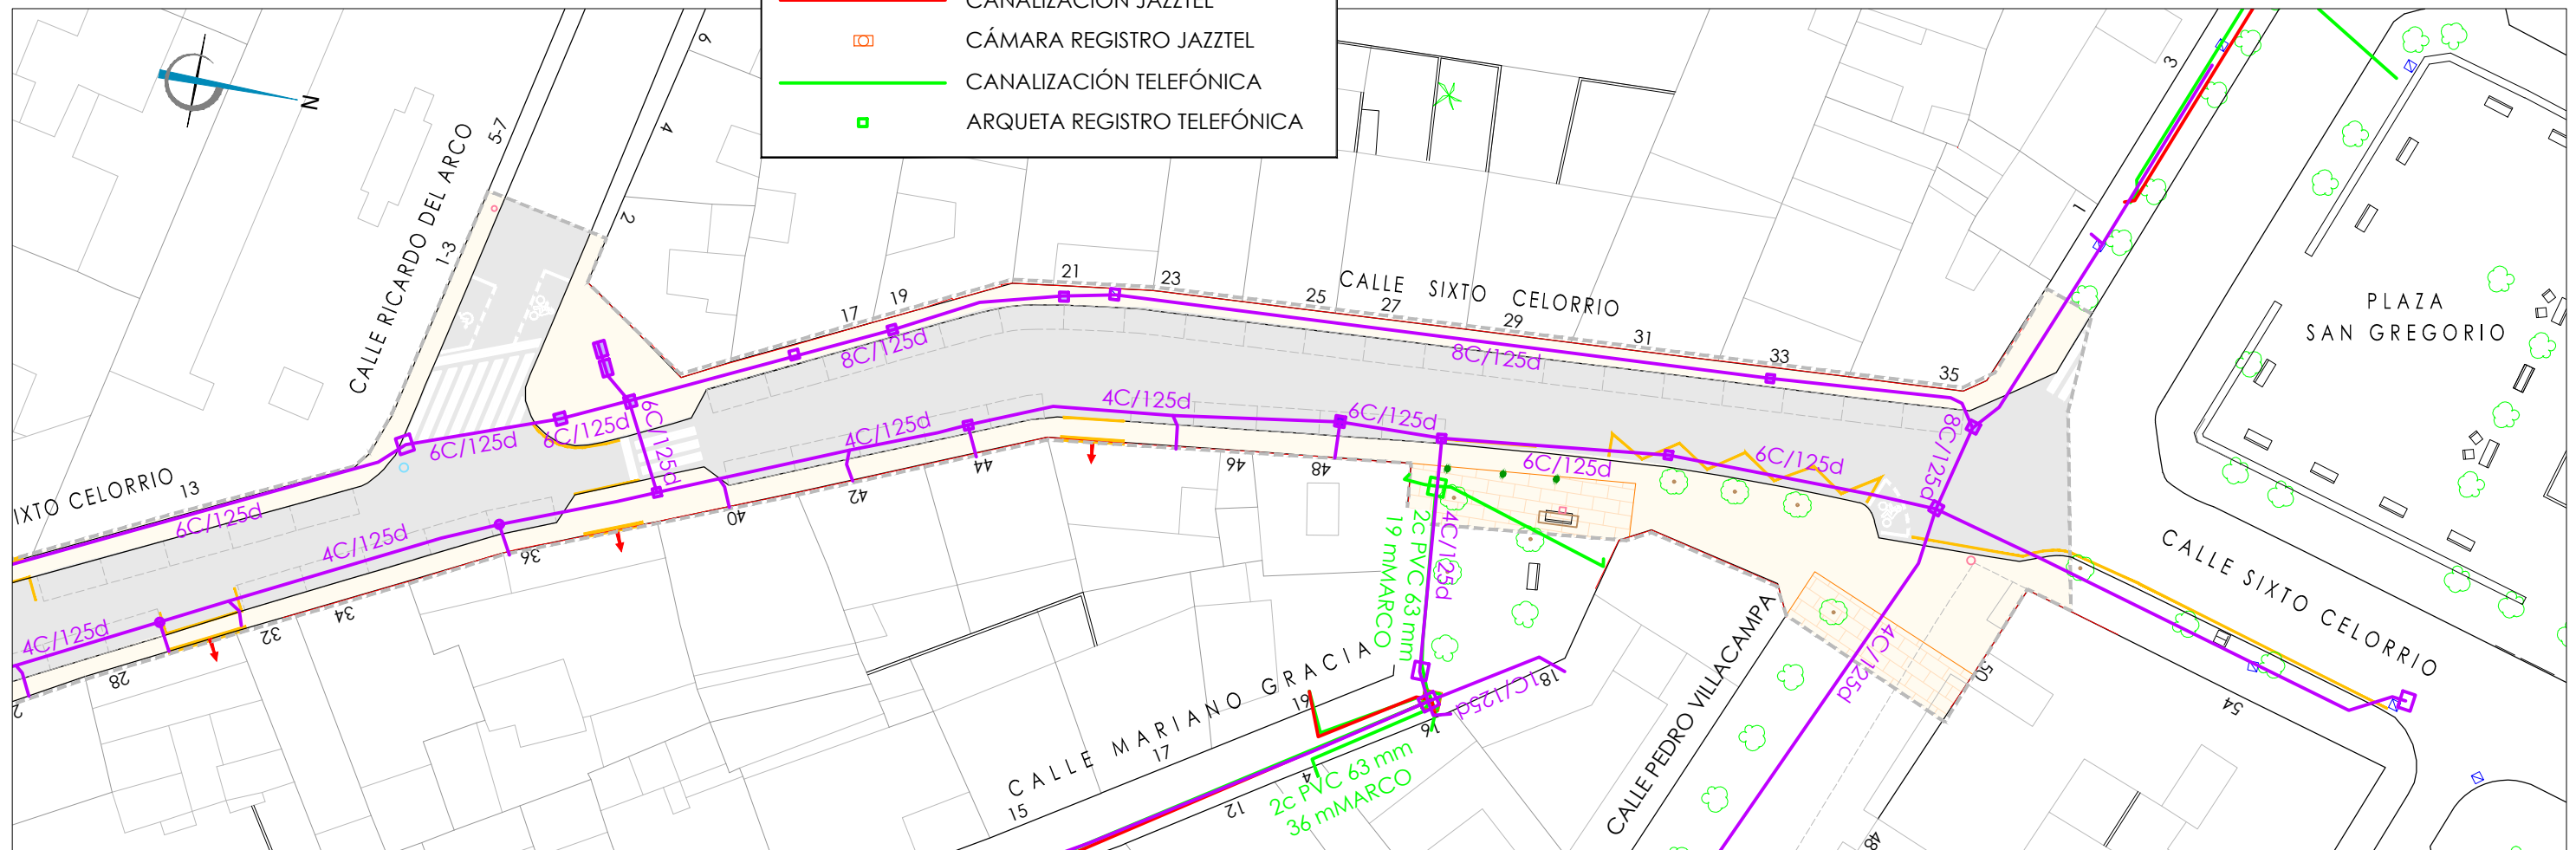 CANALIZACIÓN JAZZTEL
CÁMARA REGISTRO JAZZTEL
CANALIZACIÓN TELEFÓNICA
ARQUETA REGISTRO TELEFÓNICA
N
CALLE RICARDO DEL ARCO
5-7
1-3
6
4
2
IXTO CELORRIO
13
17
19
21
23
CALLE SIXTO CELORRIO
25
27
29
31
33
35
1
3
PLAZA
SAN GREGORIO
CALLE SIXTO CELORRIO
8C/125d
8C/125d
8C/125d
6C/125d
6C/125d
6C/125d
6C/125d
4C/125d
4C/125d
4C/125d
4C/125d
6C/125d
6C/125d
6C/125d
4C/125d
2c PVC 63 mm
19 mMARCO
1C/125d
4C/125d
2
28
32
34
36
40
42
44
46
48
50
54
48
CALLE MARIANO GRACIA
15
17
19
12
4
16
18
2c PVC 63 mm
36 mMARCO
CALLE PEDRO VILLACAMPA